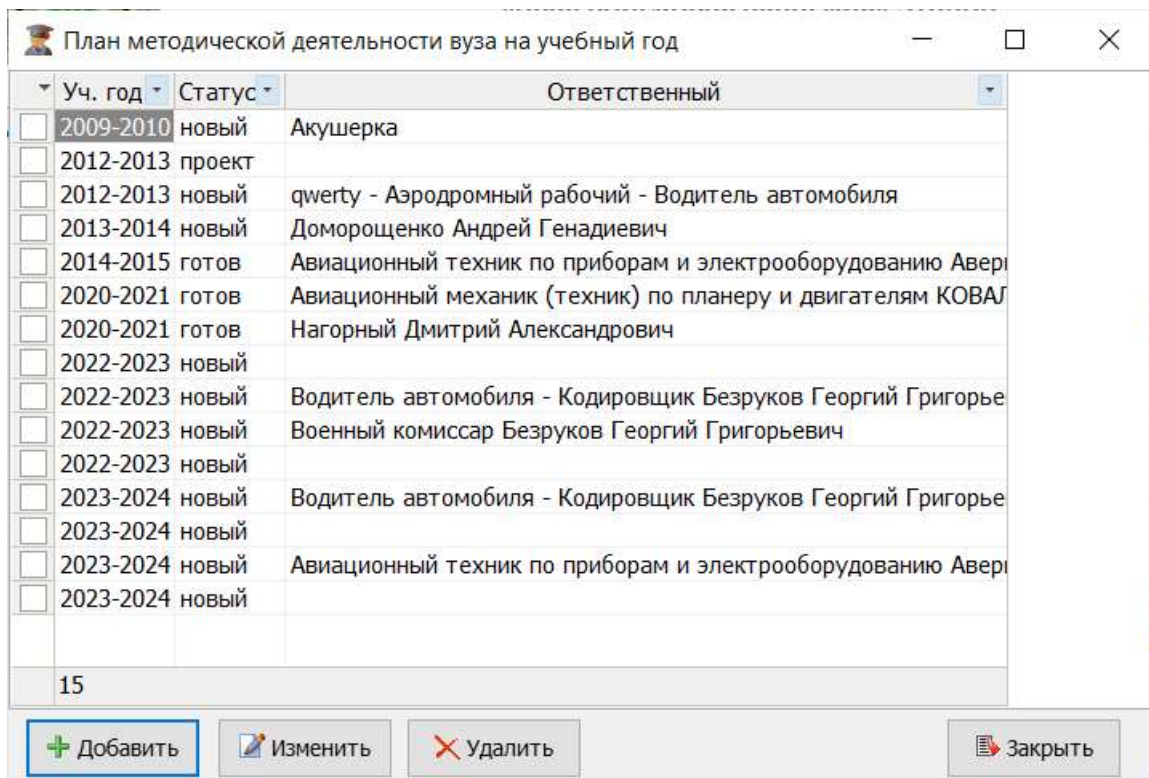 План методической деятельности вуза на учебный год
Уч. год Статус Ответственный
2009-2010 новый Акушерка
2012-2013 проект
2012-2013 новый qwerty - Аэродромный рабочий - Водитель автомобиля
2013-2014 новый Доморощенко Андрей Генадиевич
2014-2015 готов Авиационный техник по приборам и электрооборудованию Авер
2020-2021 готов Авиационный механик (техник) по планеру и двигателям КОВАЛ
2020-2021 готов Нагорный Дмитрий Александрович
2022-2023 новый
2022-2023 новый Водитель автомобиля - Кодировщик Безруков Георгий Григорье
2022-2023 новый Военный комиссар Безруков Георгий Григорьевич
2022-2023 новый
2023-2024 новый Водитель автомобиля - Кодировщик Безруков Георгий Григорье
2023-2024 новый
2023-2024 новый Авиационный техник по приборам и электрооборудованию Авер
2023-2024 новый
15
Добавить Изменить Удалить Закрыть